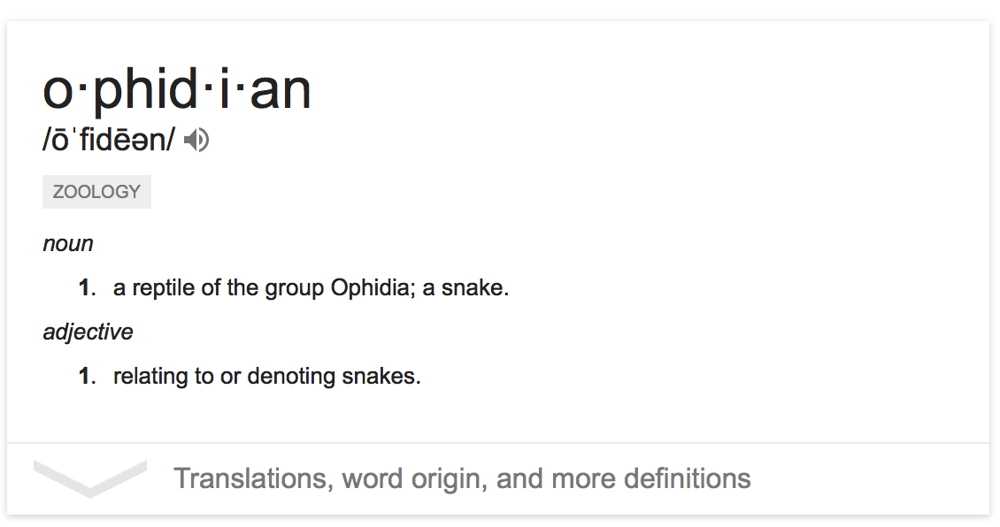 o·phid·i·an
/ōˈfidēən/
ZOOLOGY
noun
1. a reptile of the group Ophidia; a snake.
adjective
1. relating to or denoting snakes.
Translations, word origin, and more definitions